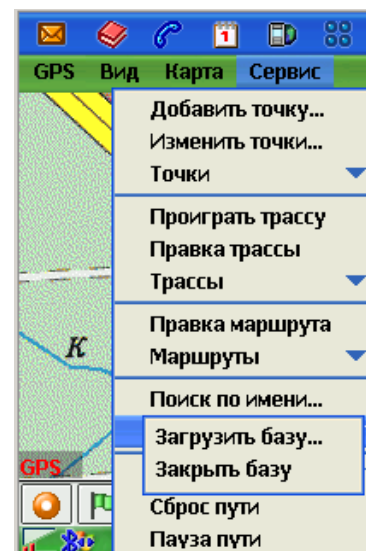 1
GPS Вид Карта Сервис
Добавить точку...
Изменить точки...
Точки
Проиграть трассу
Правка трассы
Трассы
Правка маршрута
Маршруты
К
Поиск по имени...
Загрузить базу...
Закрыть базу
GPS
Сброс пути
Пауза пути